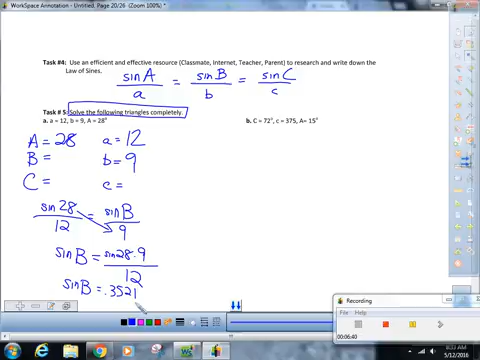 WorkSpace Annotation - Untitled, Page 20/26 (Zoom 100%)
Task #4: Use an efficient and effective resource (Classmate, Internet, Teacher, Parent) to research and write down the
Law of Sines.
sin A / a = sin B / b = sin C / c
Task # 5: Solve the following triangles completely.
a. a = 12, b = 9, A = 28° b. C = 72°, c = 375, A= 15°
A = 28 a = 12
B = b = 9
C = c =
sin 28 / 12 = sin B / 9
sin B = sin 28 · 9 / 12
sin B = .3521
Recording
00:06:40
8:33 AM
5/12/2016